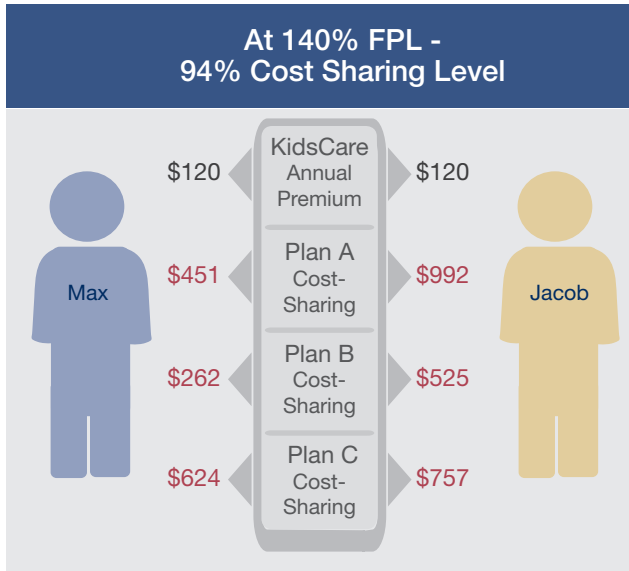 At 140% FPL -
94% Cost Sharing Level
KidsCare
Annual
Premium
$120
$120
Plan A
Cost-
Sharing
$451
$992
Max
Jacob
Plan B
Cost-
Sharing
$262
$525
Plan C
Cost-
Sharing
$624
$757